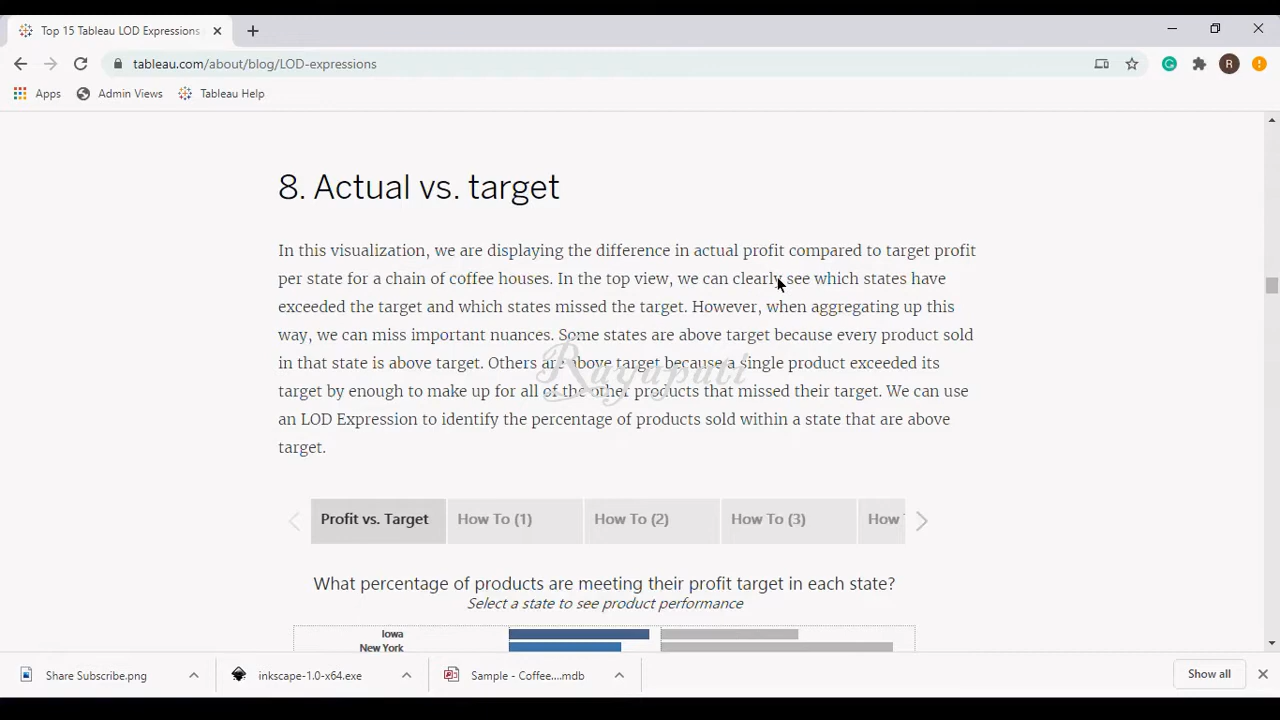 Top 15 Tableau LOD Expressions
tableau.com/about/blog/LOD-expressions
R
Apps
Admin Views
Tableau Help
8. Actual vs. target
In this visualization, we are displaying the difference in actual profit compared to target profit
per state for a chain of coffee houses. In the top view, we can clearly see which states have
exceeded the target and which states missed the target. However, when aggregating up this
way, we can miss important nuances. Some states are above target because every product sold
in that state is above target. Others are above target because a single product exceeded its
target by enough to make up for all of the other products that missed their target. We can use
an LOD Expression to identify the percentage of products sold within a state that are above
target.
Rayapati
Profit vs. Target
How To (1)
How To (2)
How To (3)
How
What percentage of products are meeting their profit target in each state?
Select a state to see product performance
Iowa
New York
Share Subscribe.png
inkscape-1.0-x64.exe
Sample - Coffee....mdb
Show all